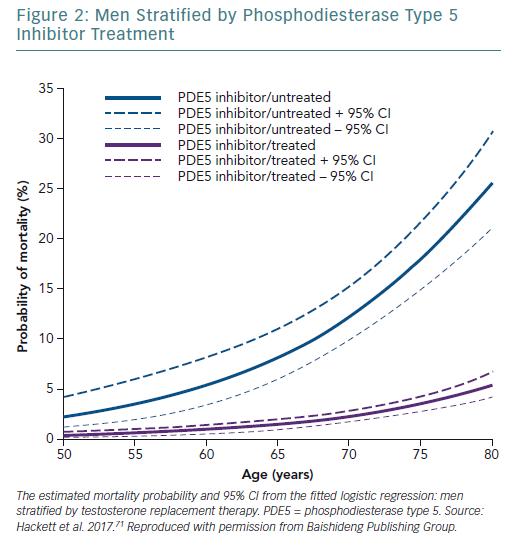 Figure 2: Men Stratified by Phosphodiesterase Type 5
Inhibitor Treatment
35
30
25
20
15
10
5
0
Probability of mortality (%)
PDE5 inhibitor/untreated
PDE5 inhibitor/untreated + 95% CI
PDE5 inhibitor/untreated – 95% CI
PDE5 inhibitor/treated
PDE5 inhibitor/treated + 95% CI
PDE5 inhibitor/treated – 95% CI
50 55 60 65 70 75 80
Age (years)
The estimated mortality probability and 95% CI from the fitted logistic regression: men
stratified by testosterone replacement therapy. PDE5 = phosphodiesterase type 5. Source:
Hackett et al. 2017.⁷¹ Reproduced with permission from Baishideng Publishing Group.